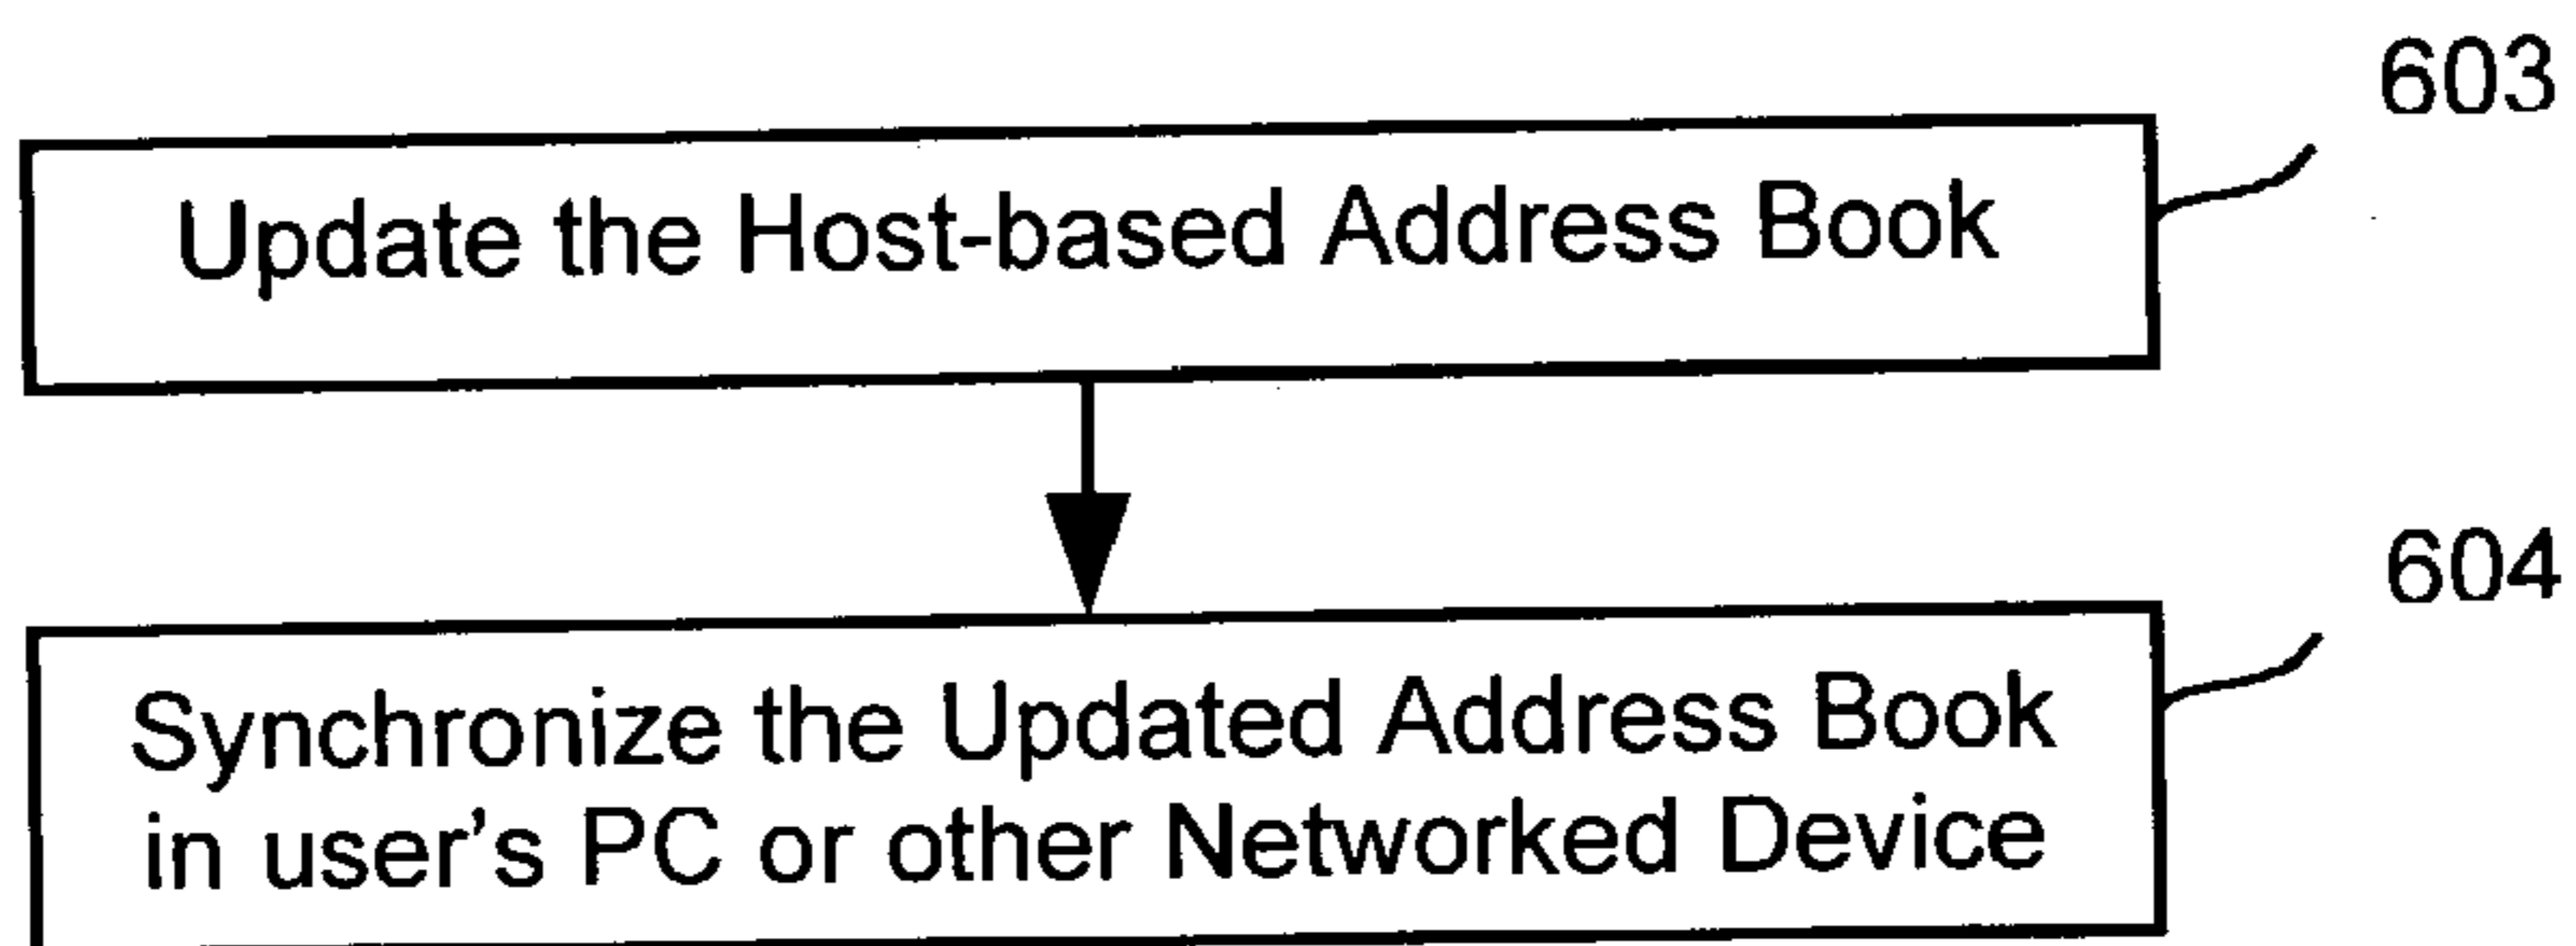 603
Update the Host-based Address Book
604
Synchronize the Updated Address Book
in user's PC or other Networked Device